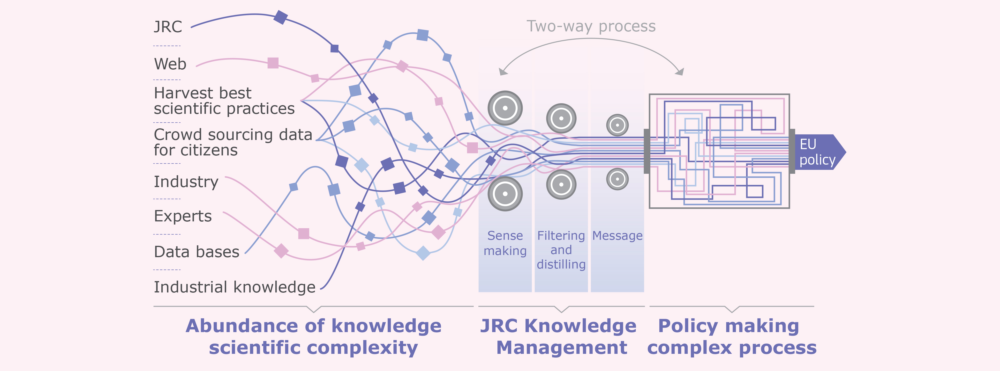 JRC
Web
Harvest best
scientific practices
Crowd sourcing data
for citizens
Industry
Experts
Data bases
Industrial knowledge
Two-way process
Sense
making
Filtering
and
distilling
Message
EU
policy
Abundance of knowledge
scientific complexity
JRC Knowledge
Management
Policy making
complex process